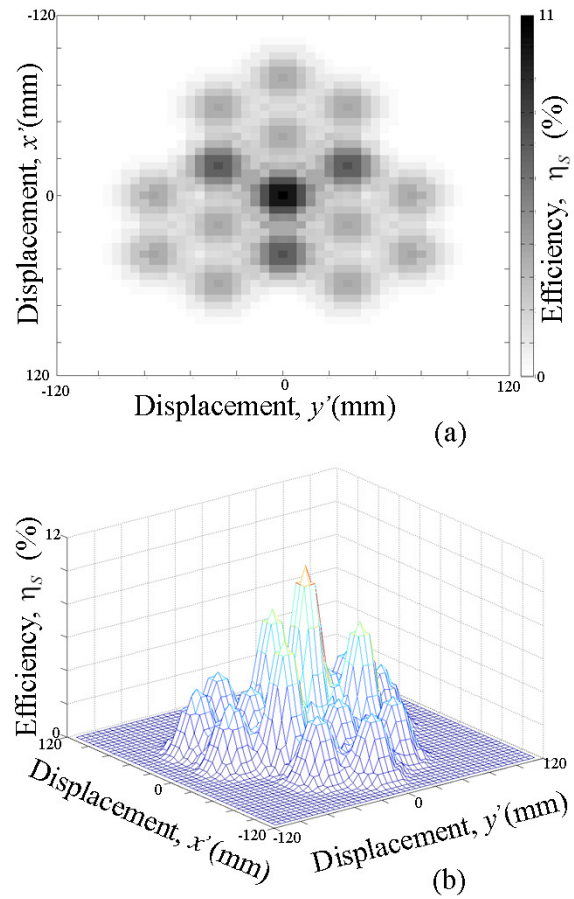 -120
Displacement, x'(mm)
0
120
-120
0
120
Displacement, y'(mm)
11
Efficiency, ηS (%)
0
(a)
12
Efficiency, ηS (%)
0
120
0
-120
Displacement, x'(mm)
-120
0
120
Displacement, y'(mm)
(b)